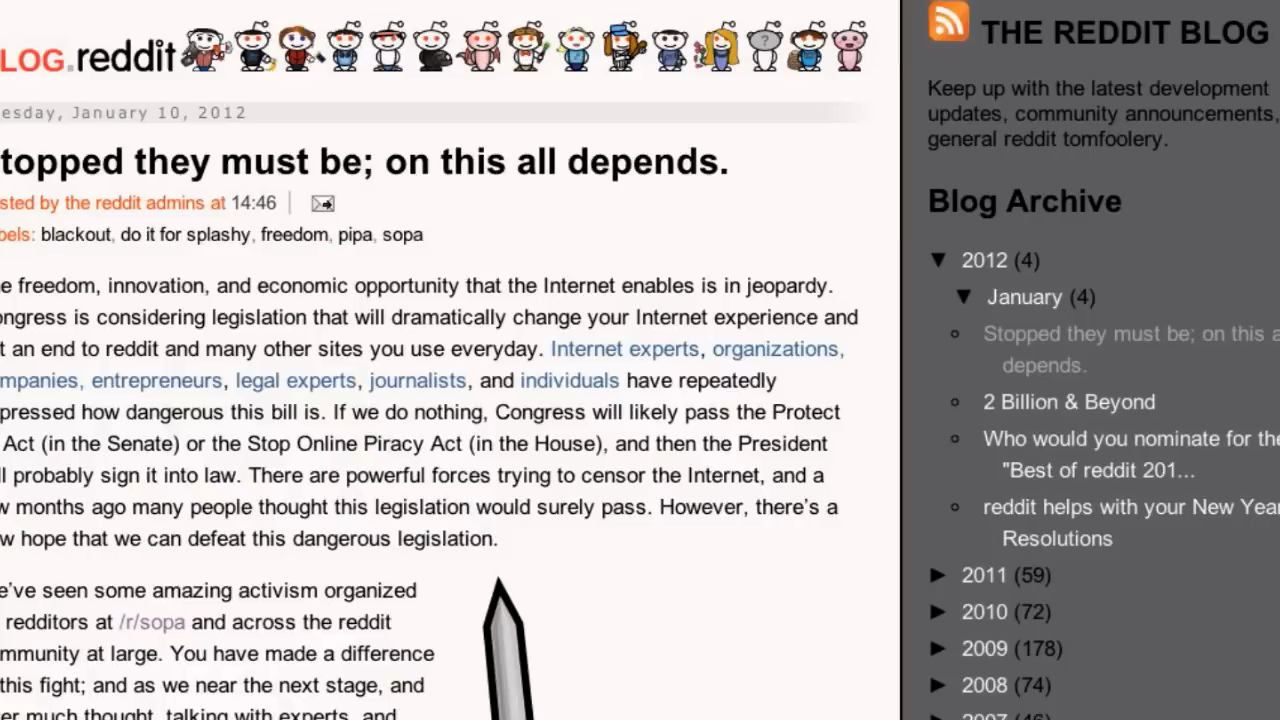 LOG.reddit
esday, January 10, 2012
topped they must be; on this all depends.
sted by the reddit admins at 14:46
bels: blackout, do it for splashy, freedom, pipa, sopa
e freedom, innovation, and economic opportunity that the Internet enables is in jeopardy.
ongress is considering legislation that will dramatically change your Internet experience and
t an end to reddit and many other sites you use everyday. Internet experts, organizations,
mpanies, entrepreneurs, legal experts, journalists, and individuals have repeatedly
pressed how dangerous this bill is. If we do nothing, Congress will likely pass the Protect
Act (in the Senate) or the Stop Online Piracy Act (in the House), and then the President
ll probably sign it into law. There are powerful forces trying to censor the Internet, and a
w months ago many people thought this legislation would surely pass. However, there's a
w hope that we can defeat this dangerous legislation.
e've seen some amazing activism organized
redditors at /r/sopa and across the reddit
mmunity at large. You have made a difference
this fight; and as we near the next stage, and
er much thought, talking with experts, and
THE REDDIT BLOG
Keep up with the latest development
updates, community announcements,
general reddit tomfoolery.
Blog Archive
▼ 2012 (4)
▼ January (4)
Stopped they must be; on this a
depends.
2 Billion & Beyond
Who would you nominate for the
"Best of reddit 201...
reddit helps with your New Year
Resolutions
► 2011 (59)
► 2010 (72)
► 2009 (178)
► 2008 (74)
2007 (46)